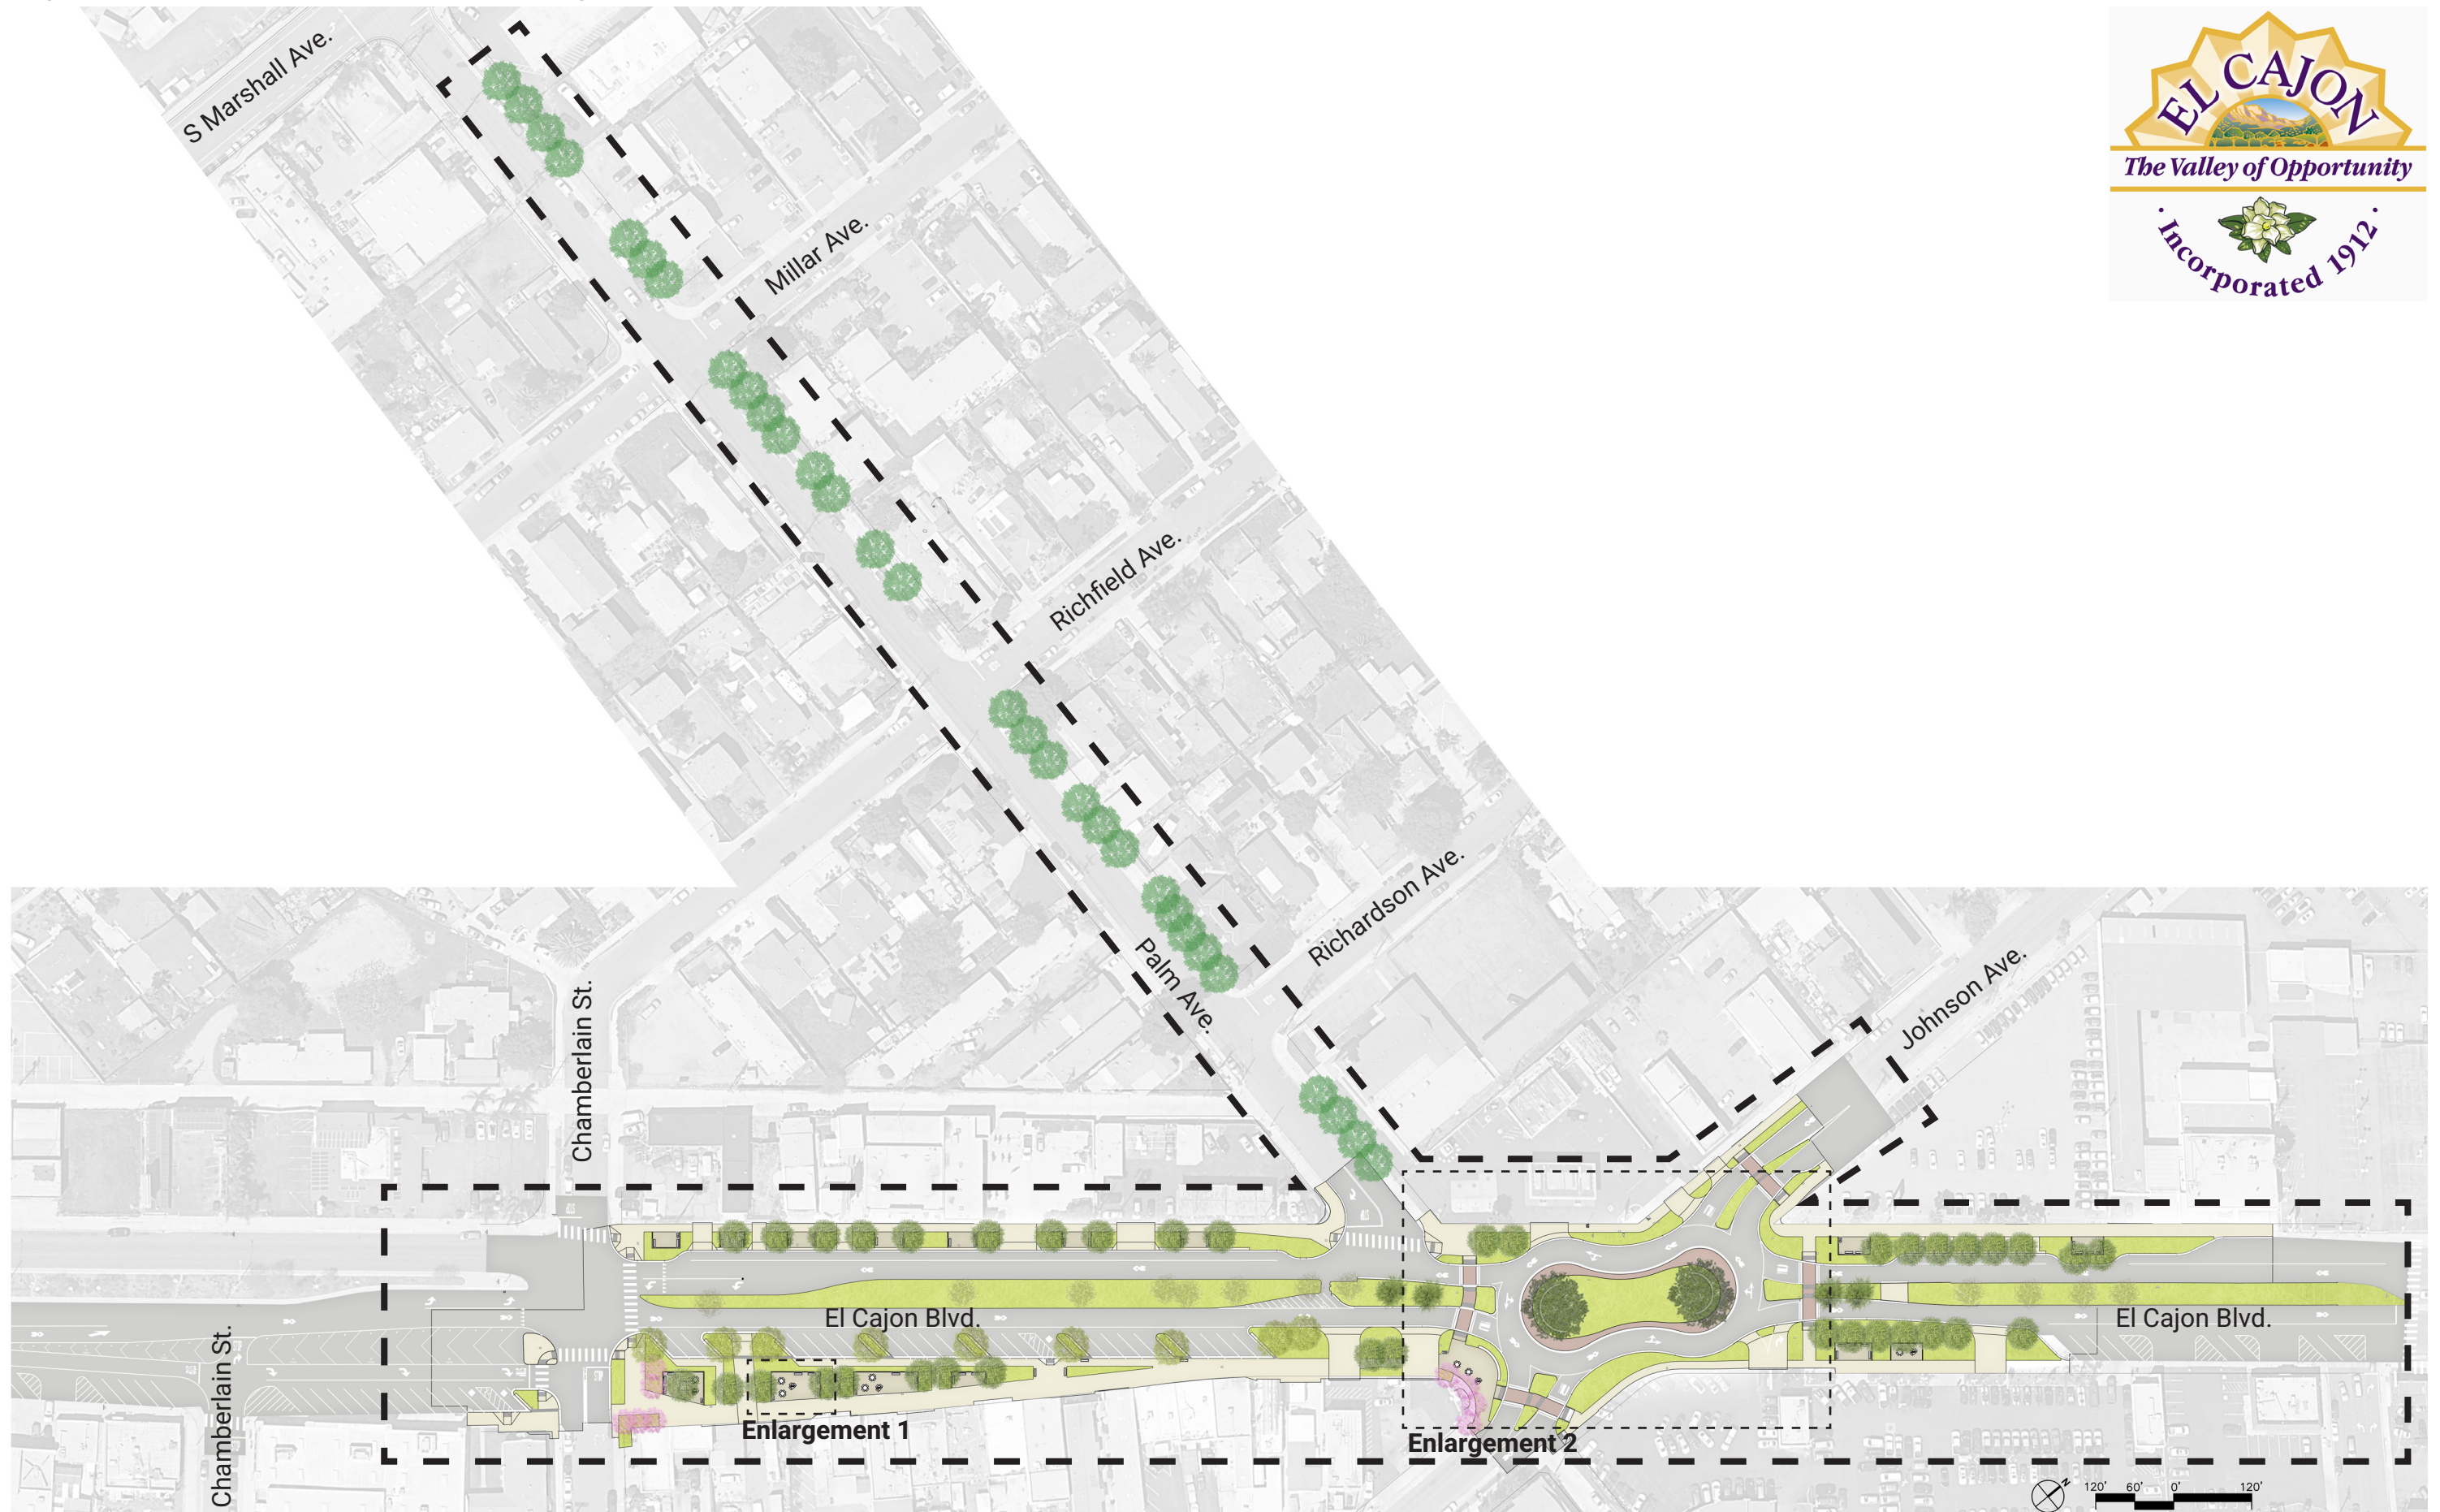 S Marshall Ave.
EL CAJON
The Valley of Opportunity
· Incorporated 1912 ·
Millar Ave.
Richfield Ave.
Richardson Ave.
Palm Ave.
Johnson Ave.
Chamberlain St.
El Cajon Blvd.
El Cajon Blvd.
Chamberlain St.
Enlargement 1
Enlargement 2
N
120' 60' 0' 120'